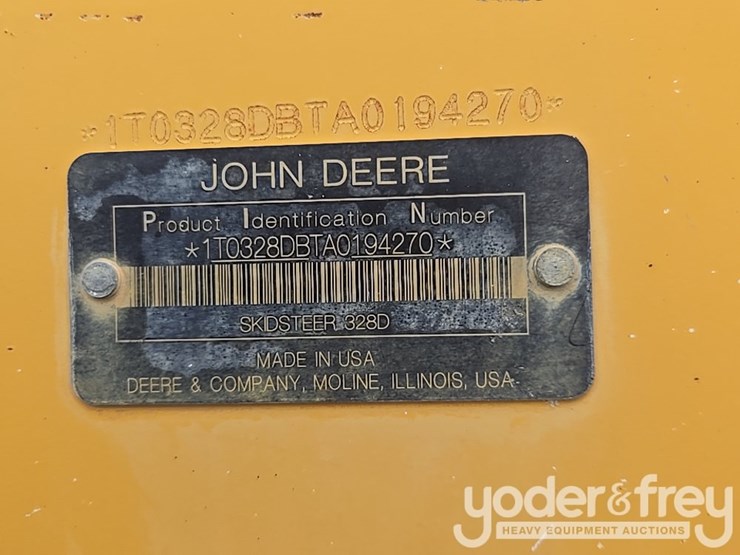 *1T0328DBTA0194270*
JOHN DEERE
Product Identification Number
*1T0328DBTA0194270*
SKIDSTEER 328D
MADE IN USA
DEERE & COMPANY, MOLINE, ILLINOIS, USA
yoder&frey
HEAVY EQUIPMENT AUCTIONS